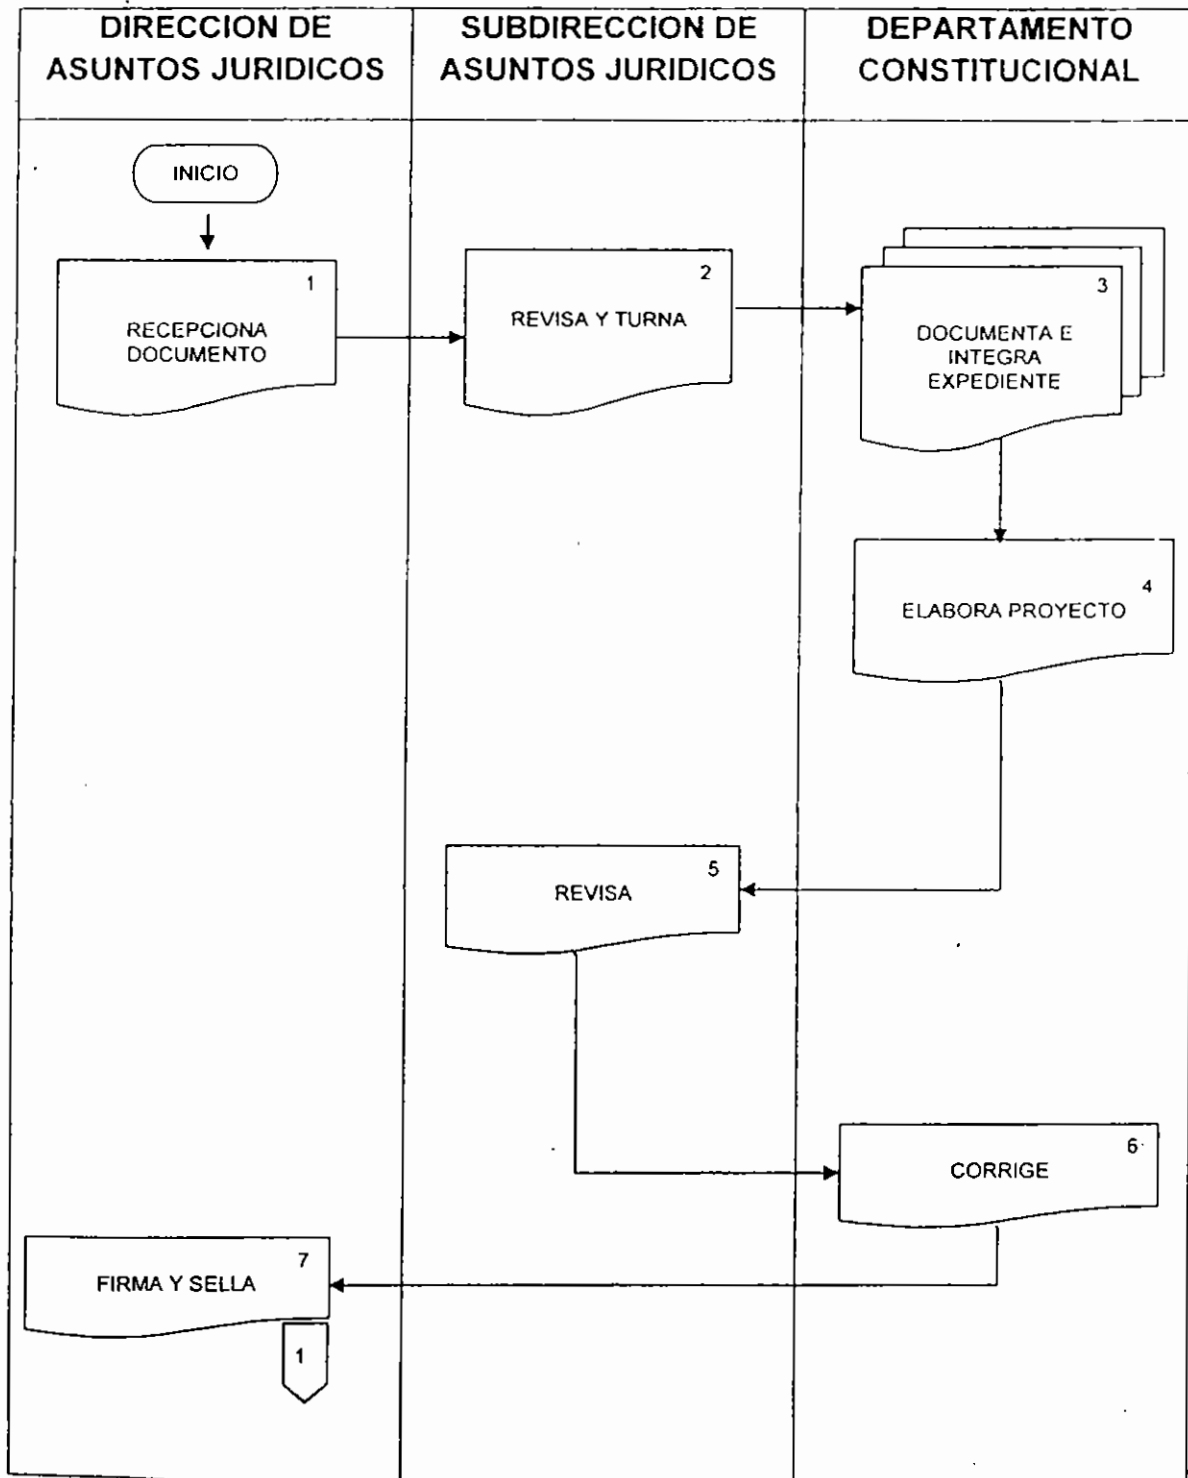 DIRECCION DE
ASUNTOS JURIDICOS
SUBDIRECCION DE
ASUNTOS JURIDICOS
DEPARTAMENTO
CONSTITUCIONAL
INICIO
1
RECEPCIONA
DOCUMENTO
2
REVISA Y TURNA
3
DOCUMENTA E
INTEGRA
EXPEDIENTE
4
ELABORA PROYECTO
5
REVISA
6
CORRIGE
7
FIRMA Y SELLA
1